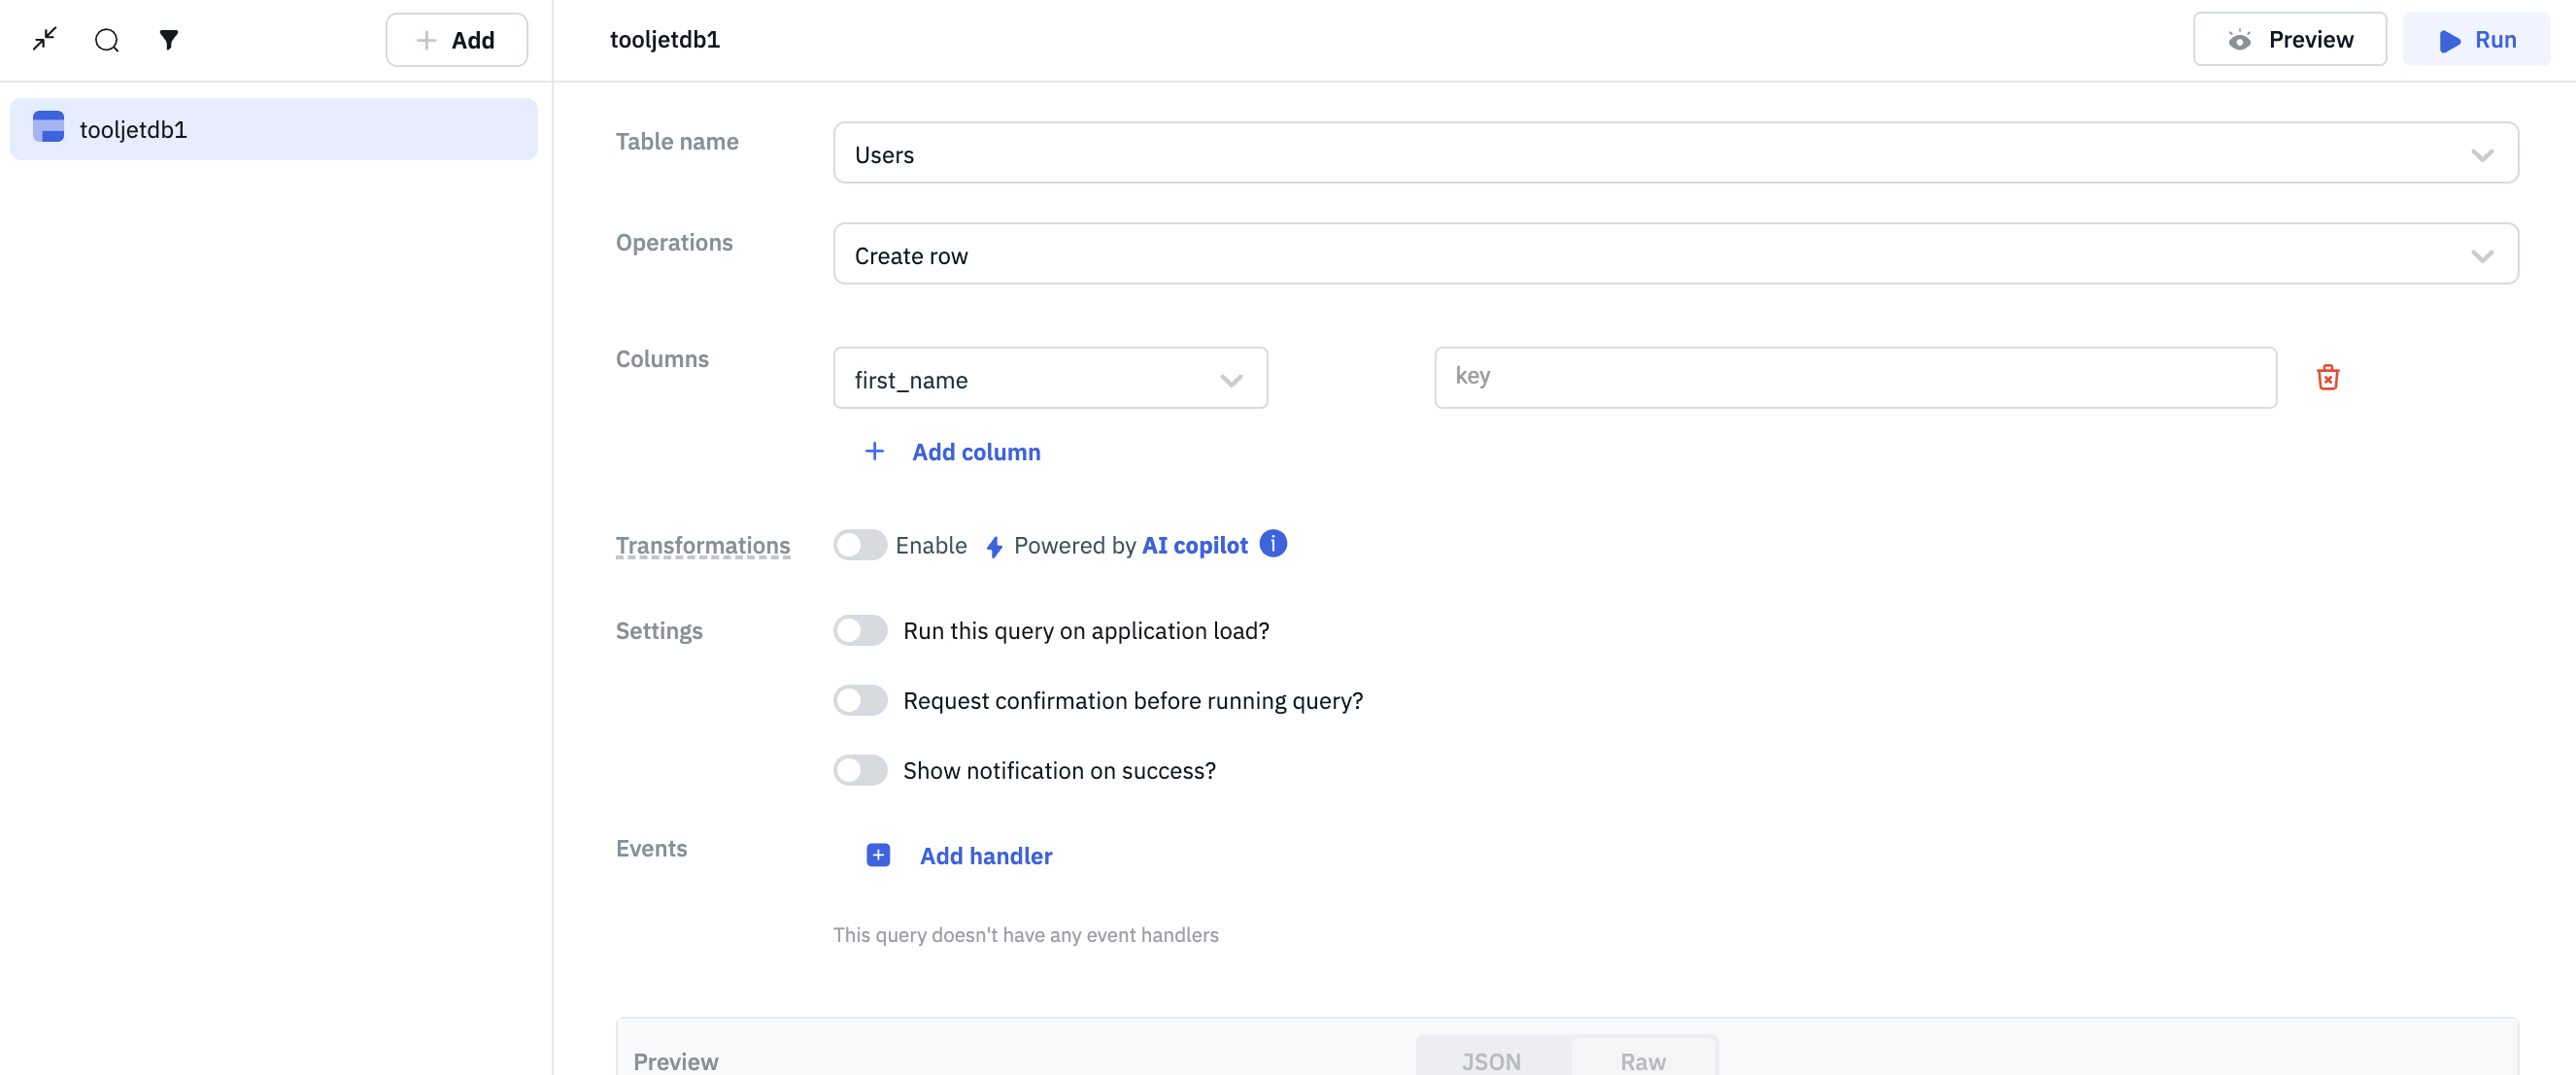 Add
tooljetdb1
Preview
Run
tooljetdb1
Table name
Users
Operations
Create row
Columns
first_name
key
Add column
Transformations
Enable
Powered by AI copilot
Settings
Run this query on application load?
Request confirmation before running query?
Show notification on success?
Events
Add handler
This query doesn't have any event handlers
Preview
JSON
Raw